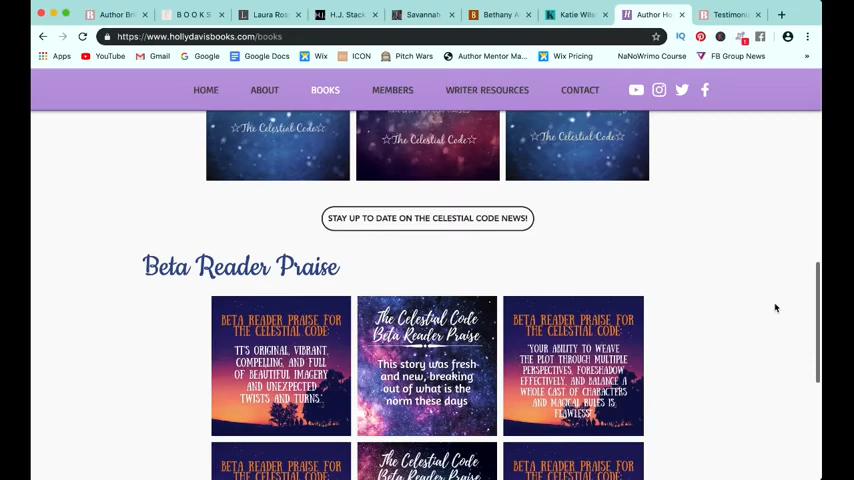 Author Bri
B O O K S
Laura Ros
H.J. Stack
Savannah
Bethany A
Katie Wils
Author Ho
Testimoni
https://www.hollydavisbooks.com/books
Apps
YouTube
Gmail
Google
Google Docs
Wix
ICON
Pitch Wars
Author Mentor Ma...
Wix Pricing
NaNoWrimo Course
FB Group News
HOME
ABOUT
BOOKS
MEMBERS
WRITER RESOURCES
CONTACT
☆The Celestial Code☆
☆The Celestial Code☆
☆The Celestial Code☆
STAY UP TO DATE ON THE CELESTIAL CODE NEWS!
Beta Reader Praise
BETA READER PRAISE FOR
THE CELESTIAL CODE:
"IT'S ORIGINAL, VIBRANT,
COMPELLING, AND FULL
OF BEAUTIFUL IMAGERY
AND UNEXPECTED
TWISTS AND TURNS."
The Celestial Code
Beta Reader Praise
This story was fresh
and new, breaking
out of what is the
norm these days
BETA READER PRAISE FOR
THE CELESTIAL CODE:
"YOUR ABILITY TO WEAVE
THE PLOT THROUGH MULTIPLE
PERSPECTIVES, FORESHADOW
EFFECTIVELY, AND BALANCE A
WHOLE CAST OF CHARACTERS
AND MAGICAL RULES IS
FLAWLESS"
BETA READER PRAISE FOR
THE CELESTIAL CODE:
The Celestial Code
Beta Reader Praise
BETA READER PRAISE FOR
THE CELESTIAL CODE: